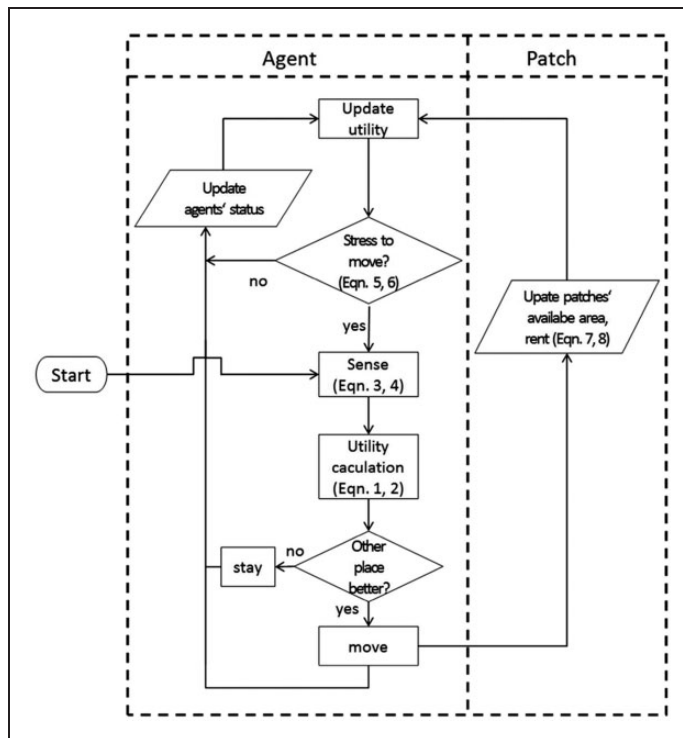 Agent
Patch
Update
utility
Update
agents' status
Stress to
move?
(Eqn. 5, 6)
no
yes
Upate patches'
availabe area,
rent (Eqn. 7, 8)
Start
Sense
(Eqn. 3, 4)
Utility
caculation
(Eqn. 1, 2)
stay
no
Other
place
better?
yes
move